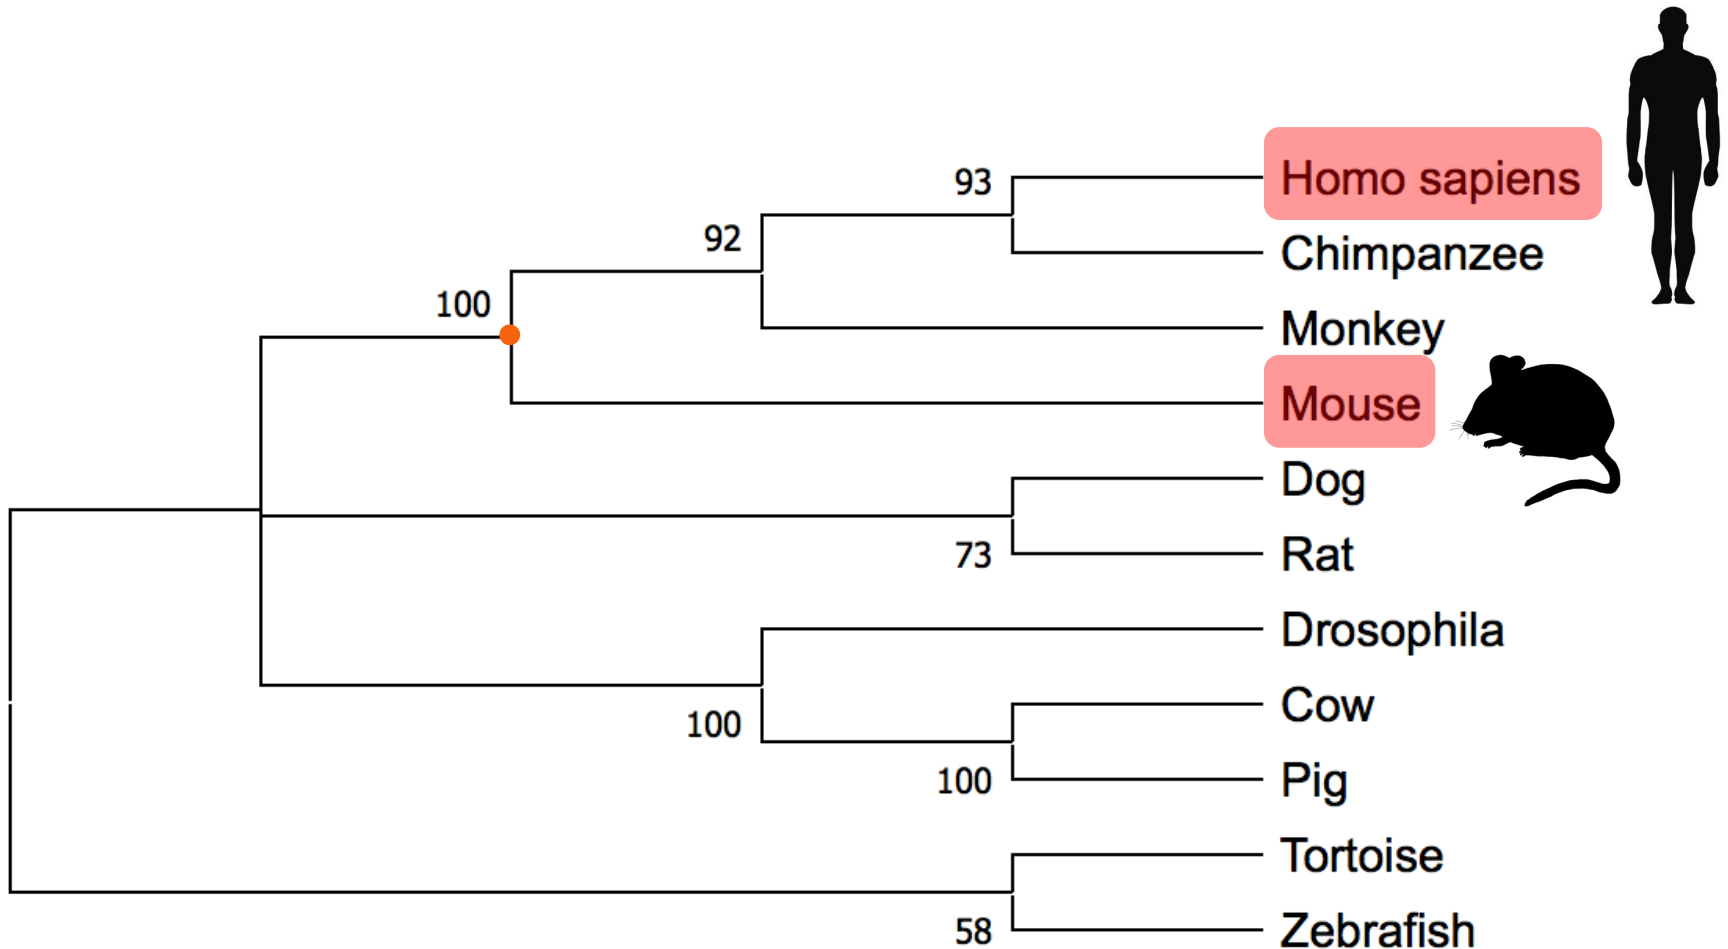 93
Homo sapiens
92
Chimpanzee
100
Monkey
Mouse
Dog
73
Rat
Drosophila
100
Cow
100
Pig
Tortoise
58
Zebrafish